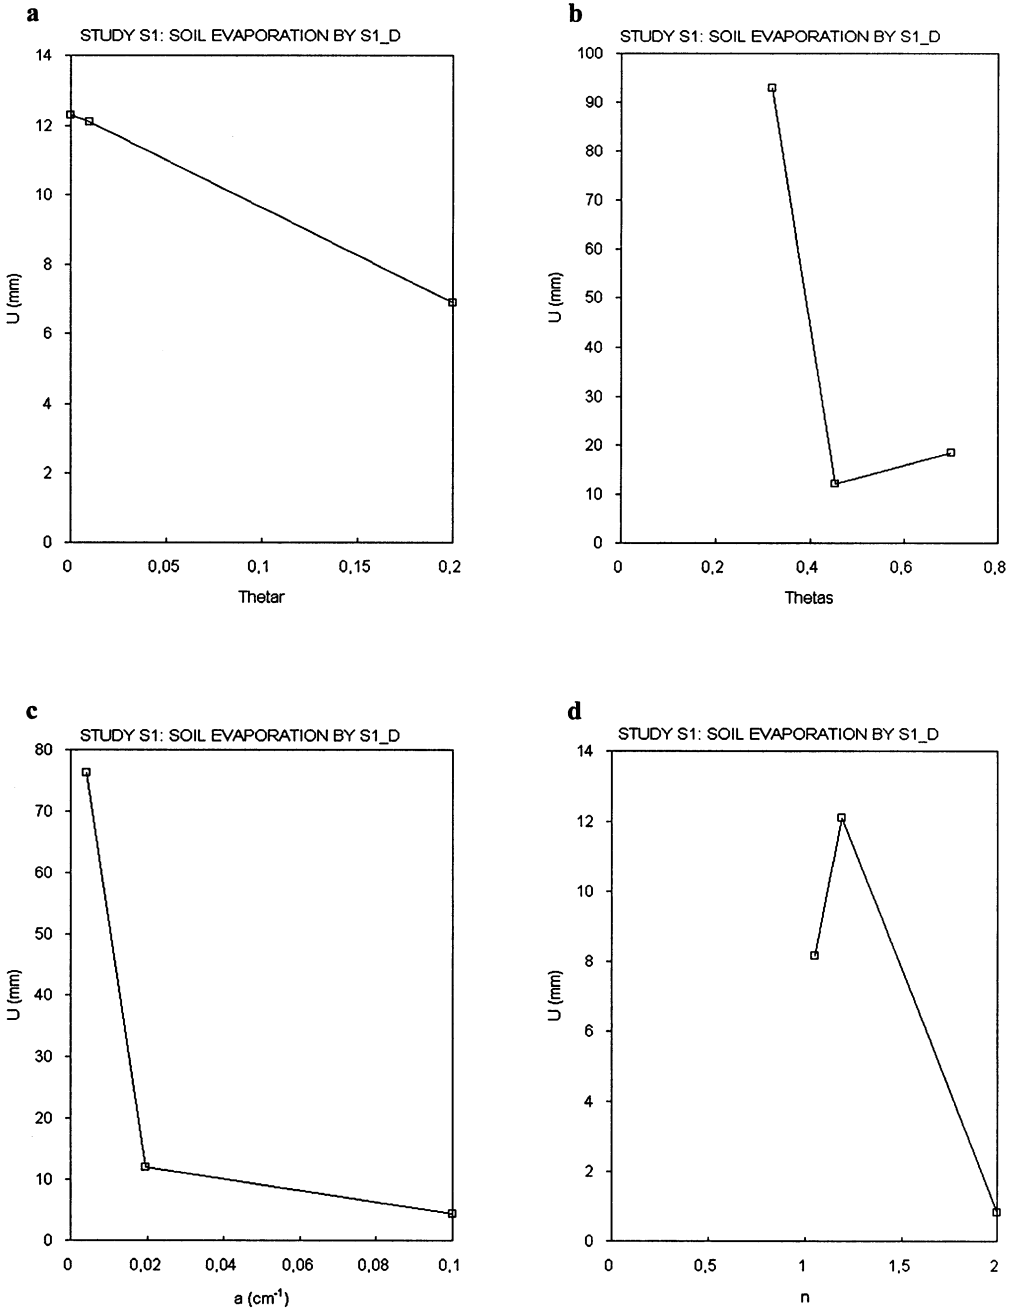 a
STUDY S1: SOIL EVAPORATION BY S1_D
14
12
10
8
6
4
2
0
U (mm)
0 0,05 0,1 0,15 0,2
Thetar
b
STUDY S1: SOIL EVAPORATION BY S1_D
100
90
80
70
60
50
40
30
20
10
0
U (mm)
0 0,2 0,4 0,6 0,8
Thetas
c
STUDY S1: SOIL EVAPORATION BY S1_D
80
70
60
50
40
30
20
10
0
U (mm)
0 0,02 0,04 0,06 0,08 0,1
a (cm⁻¹)
d
STUDY S1: SOIL EVAPORATION BY S1_D
14
12
10
8
6
4
2
0
U (mm)
0 0,5 1 1,5 2
n